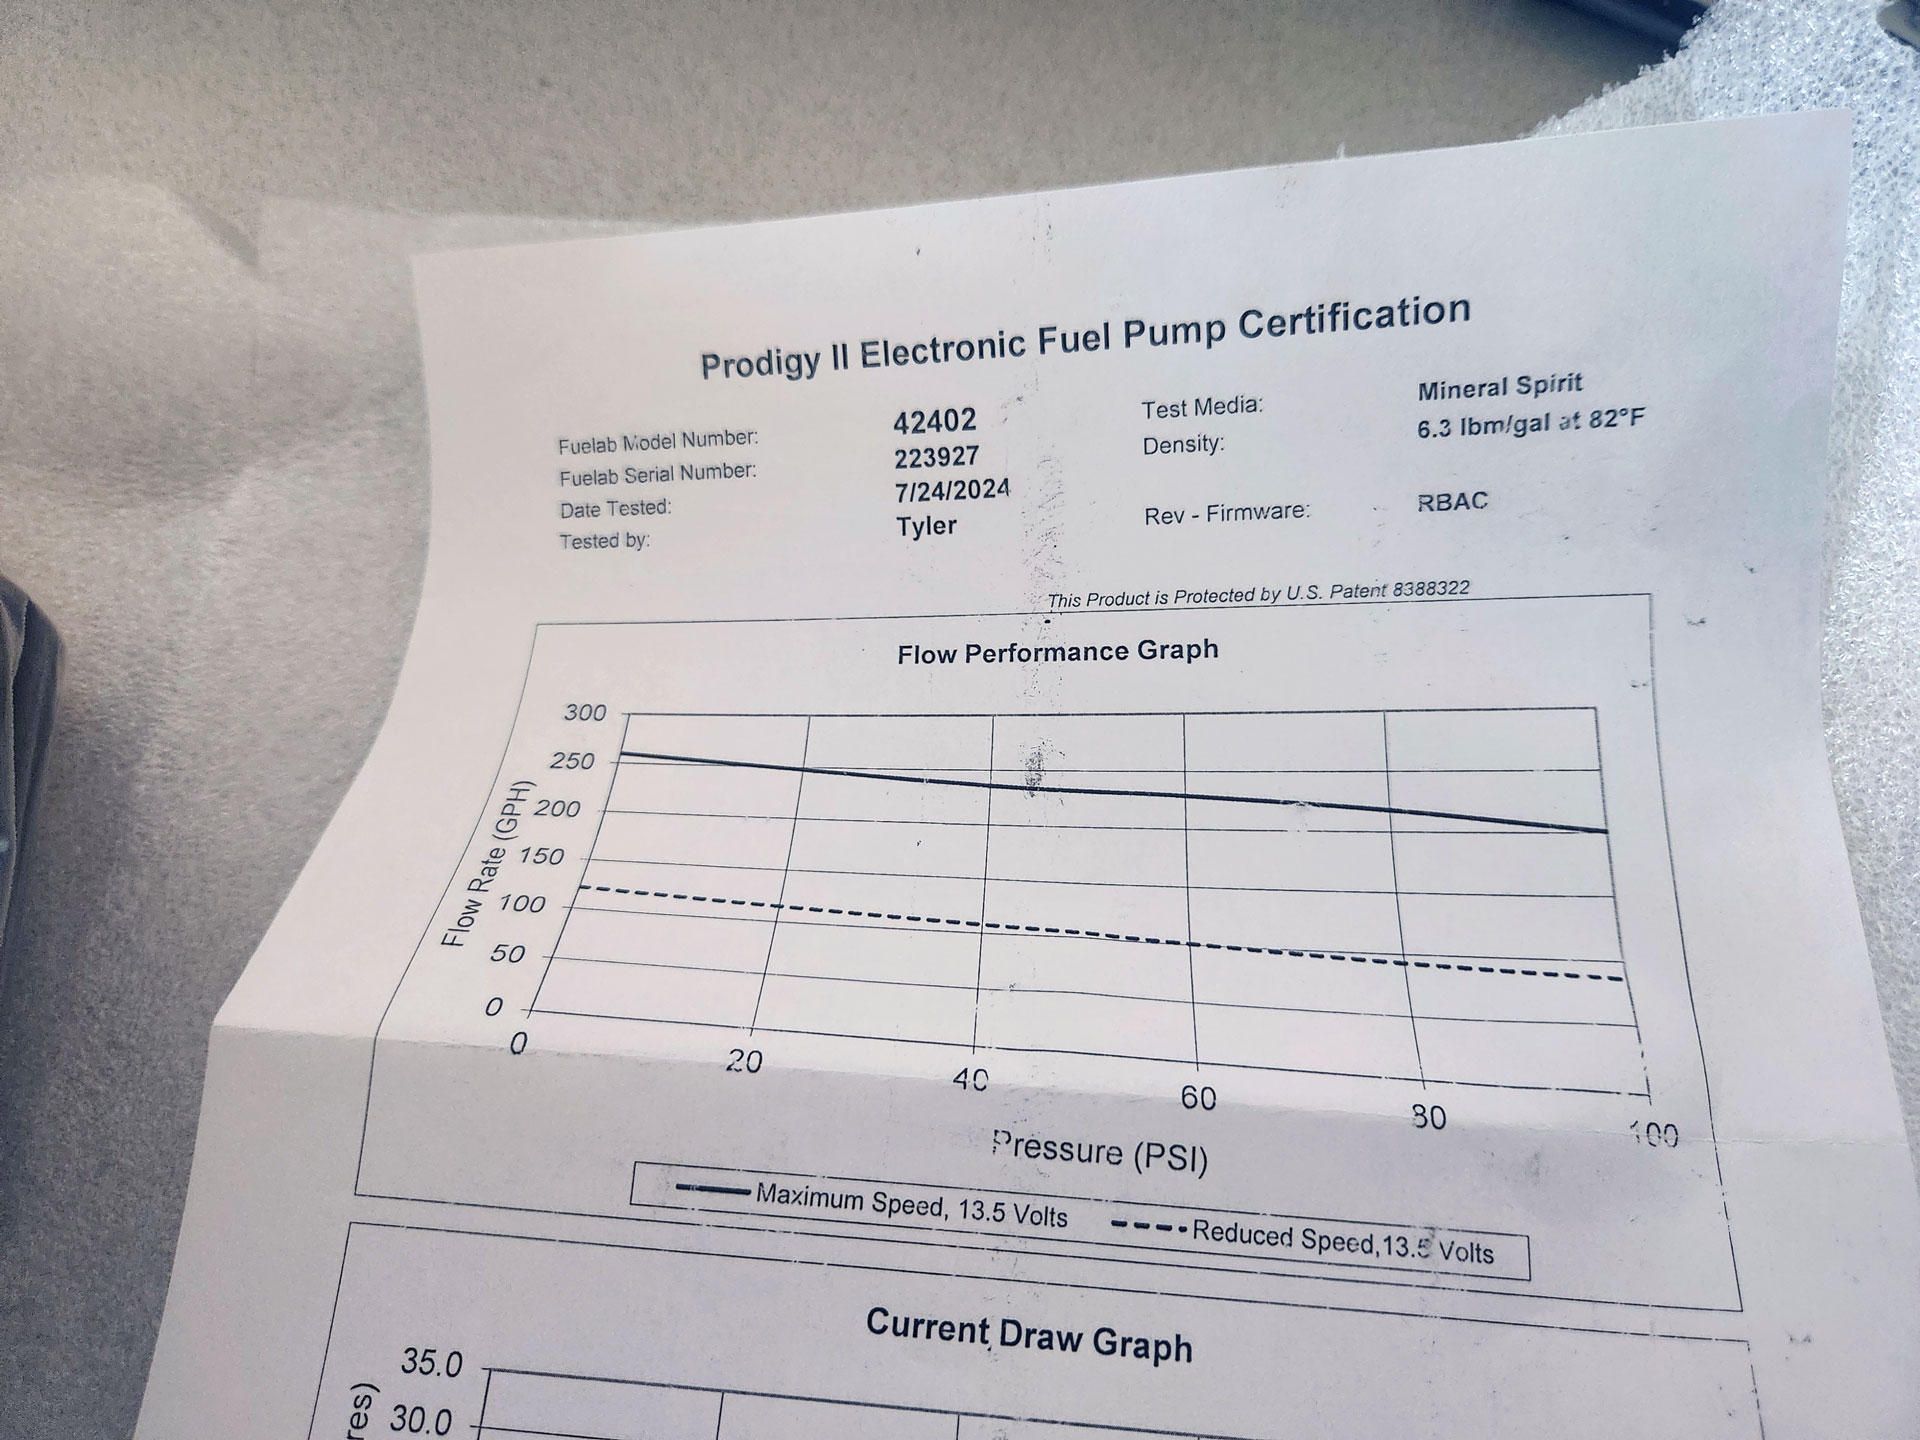 Prodigy II Electronic Fuel Pump Certification
Fuelab Model Number: 42402 Test Media: Mineral Spirit
Fuelab Serial Number: 223927 Density: 6.3 lbm/gal at 82°F
Date Tested: 7/24/2024
Tested by: Tyler Rev - Firmware: RBAC
This Product is Protected by U.S. Patent 8388322
Flow Performance Graph
300
250
200
150
100
50
0
Flow Rate (GPH)
0 20 40 60 80 100
Pressure (PSI)
Maximum Speed, 13.5 Volts Reduced Speed,13.5 Volts
Current Draw Graph
35.0
30.0
res)